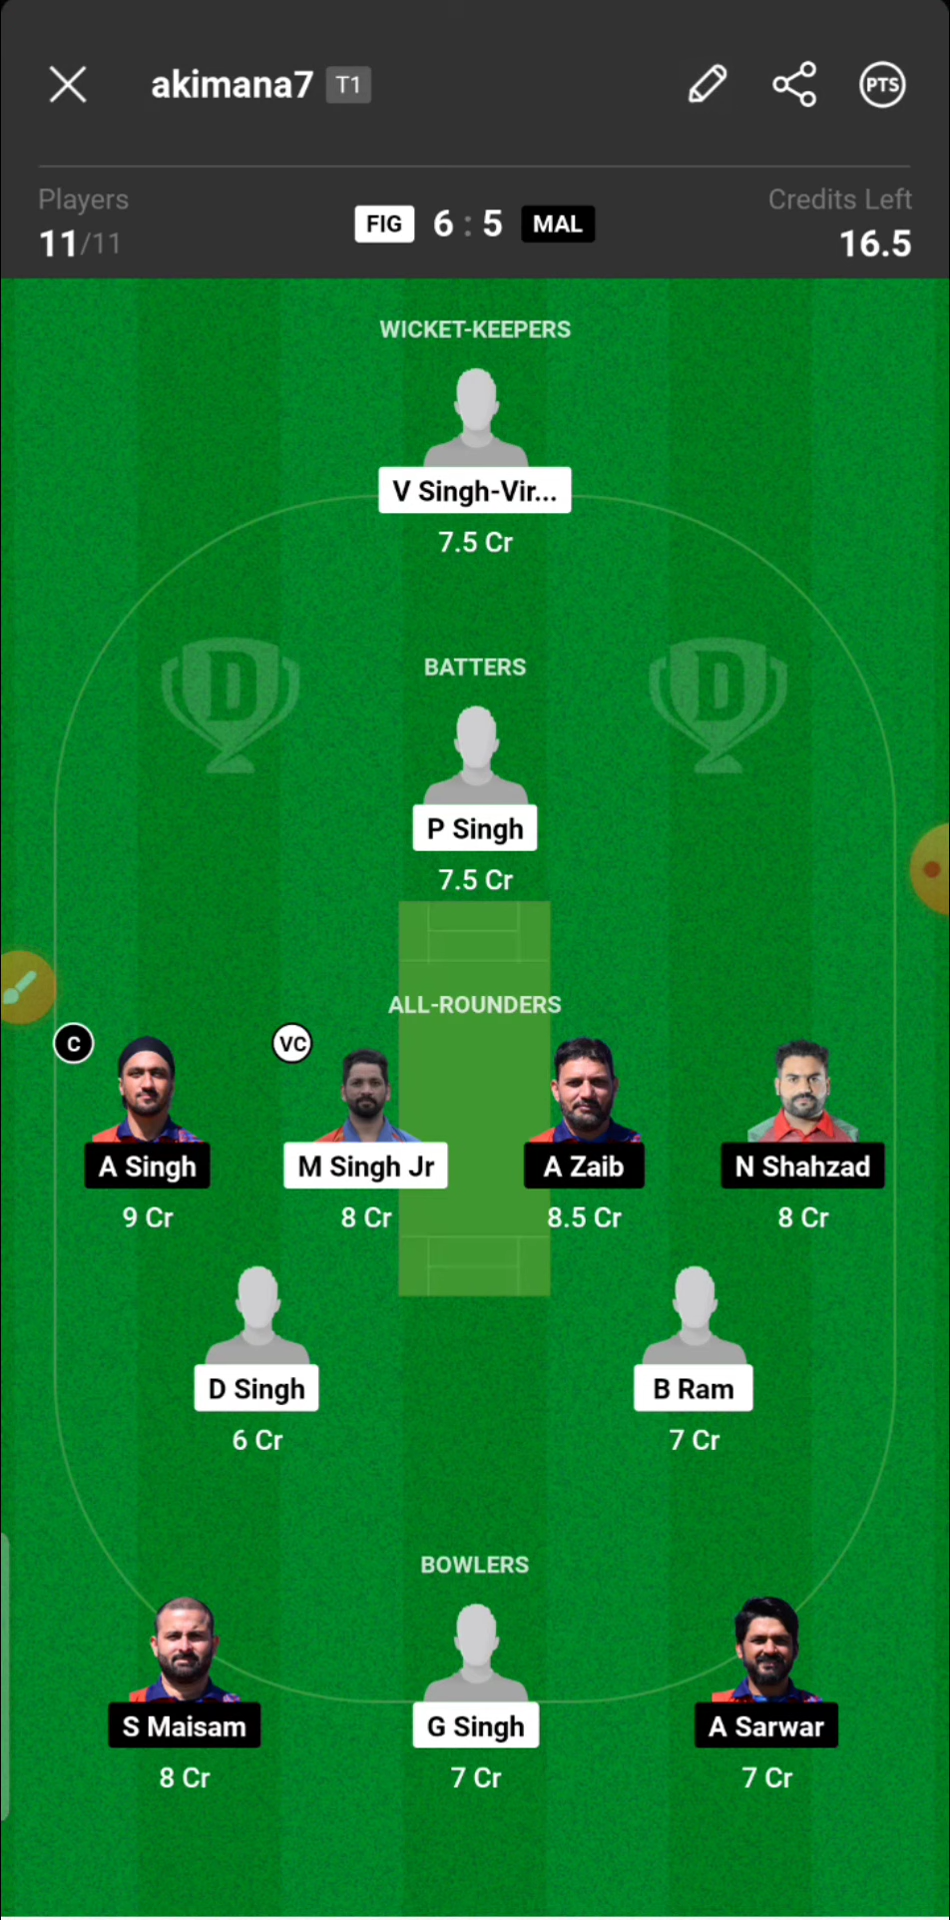 akimana7 T1 PTS
Players Credits Left
11/11 FIG 6 : 5 MAL 16.5
WICKET-KEEPERS
V Singh-Vir...
7.5 Cr
D D
BATTERS
P Singh
7.5 Cr
ALL-ROUNDERS
C VC
A Singh M Singh Jr A Zaib N Shahzad
9 Cr 8 Cr 8.5 Cr 8 Cr
D Singh B Ram
6 Cr 7 Cr
BOWLERS
S Maisam G Singh A Sarwar
8 Cr 7 Cr 7 Cr